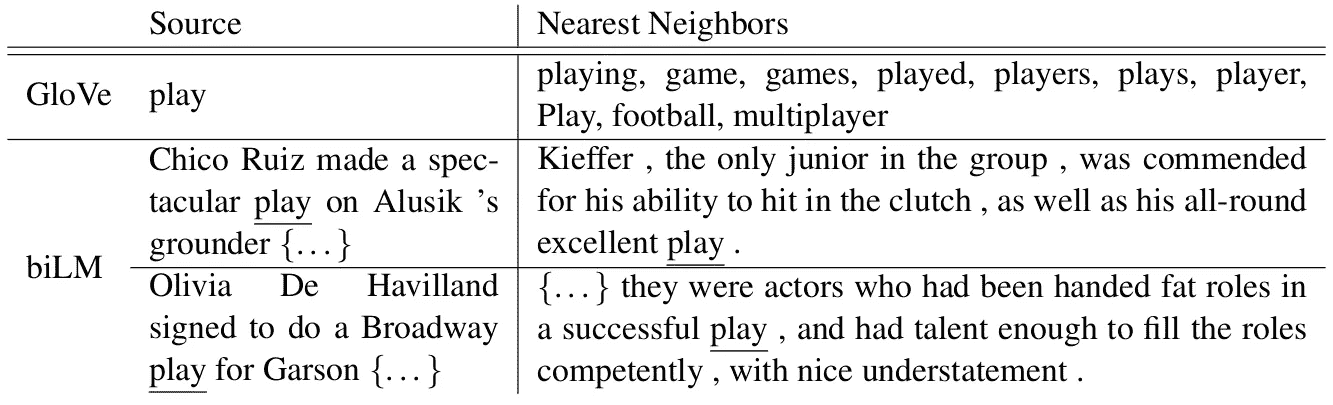 Source Nearest Neighbors
GloVe play playing, game, games, played, players, plays, player,
Play, football, multiplayer
biLM
Chico Ruiz made a spec-
tacular play on Alusik 's
grounder {...}
Kieffer , the only junior in the group , was commended
for his ability to hit in the clutch , as well as his all-round
excellent play .
Olivia De Havilland
signed to do a Broadway
play for Garson {...}
{...} they were actors who had been handed fat roles in
a successful play , and had talent enough to fill the roles
competently , with nice understatement .